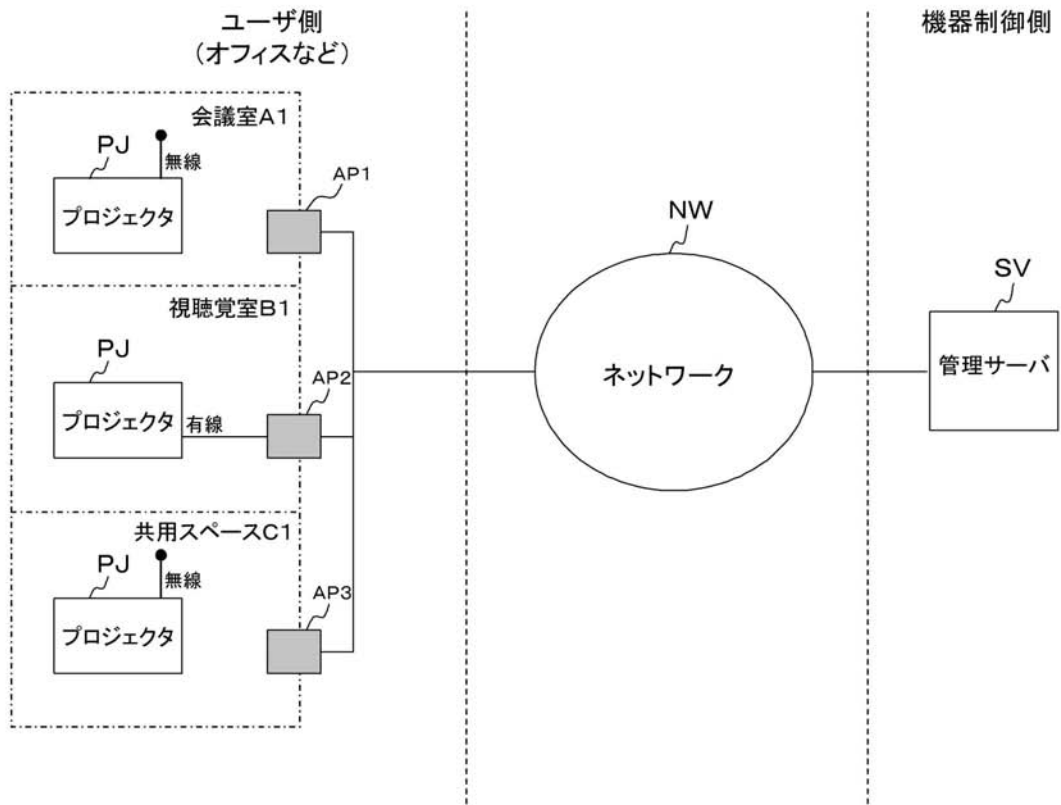 ユーザ側
(オフィスなど)
機器制御側
会議室A1
PJ
無線
プロジェクタ
AP1
視聴覚室B1
PJ
プロジェクタ
有線
AP2
共用スペースC1
PJ
無線
プロジェクタ
AP3
NW
ネットワーク
SV
管理サーバ